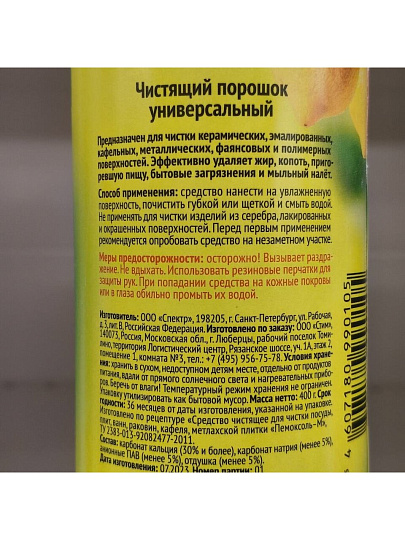 Чистящий порошок
универсальный
Предназначен для чистки керамических, эмалированных,
кафельных, металлических, фаянсовых и полимерных
поверхностей. Эффективно удаляет жир, копоть, приго-
ревшую пищу, бытовые загрязнения и мыльный налёт.
Способ применения: средство нанести на увлажненную
поверхность, почистить губкой или щеткой и смыть водой.
Не применять для чистки изделий из серебра, лакированных
и окрашенных поверхностей. Перед первым применением
рекомендуется опробовать средство на незаметном участке.
Меры предосторожности: осторожно! Вызывает раздра-
жение. Не вдыхать. Использовать резиновые перчатки для
защиты рук. При попадании средства на кожные покровы
или в глаза обильно промыть их водой.
Изготовитель: ООО «Спектр», 198205, г. Санкт-Петербург, ул. Рабочая,
д.3, лит.В, Российская Федерация. Изготовлено по заказу: ООО «Стим»,
Россия, Московская обл., г. Люберцы, рабочий поселок Томи-
лино, территория Логистический центр, Рязанское шоссе, зд. 1А, этаж 2,
помещение 1, комната №3, тел.: +7 (495) 956-75-78. Условия хране-
ния: хранить в сухом, недоступном детям месте, отдельно от продуктов
питания, вдали от прямого солнечного света и нагревательных прибо-
ров. Беречь от влаги! Температурный режим хранения не ограничен.
Упаковку утилизировать как бытовой мусор. Масса нетто: 400 г. Срок
годности: 36 месяцев от даты изготовления, указанной на упаковке.
Изготовлено по рецептуре «Средство чистящее для чистки посуды,
плит, ванн, раковин, кафеля, метлахской плитки «Пемоксоль-М»,
ТУ 2383-013-92082477-2011.
Состав: карбонат кальция (30% и более), карбонат натрия (менее 5%),
анионные ПАВ (менее 5%), отдушка (менее 5%).
Дата изготовления: 07.2023 Номер партии: 01
4 617180 990105